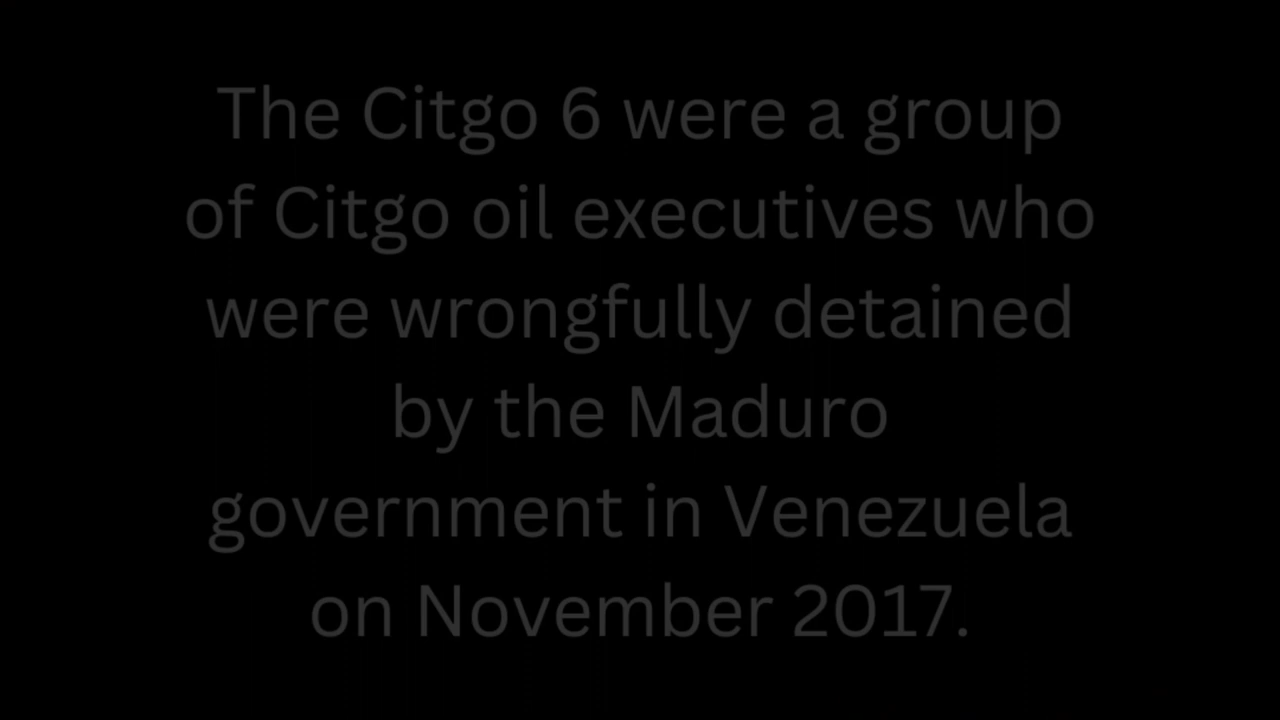 The Citgo 6 were a group
of Citgo oil executives who
were wrongfully detained
by the Maduro
government in Venezuela
on November 2017.